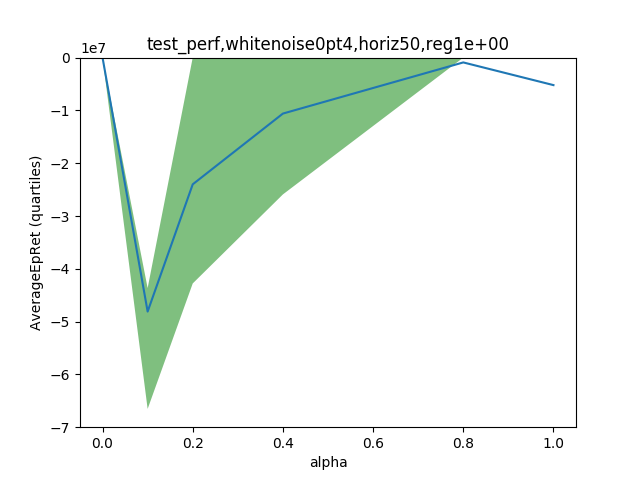 test_perf,whitenoise0pt4,horiz50,reg1e+00
1e7
0
−1
−2
−3
−4
−5
−6
−7
AverageEpRet (quartiles)
0.0 0.2 0.4 0.6 0.8 1.0
alpha